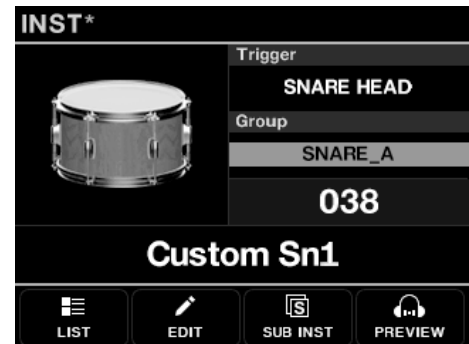 INST*
Trigger
SNARE HEAD
Group
SNARE_A
038
Custom Sn1
LIST
EDIT
S
SUB INST
PREVIEW